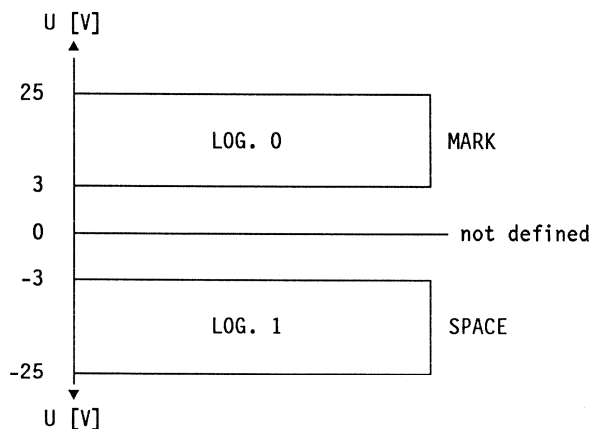 U [V]
25
LOG. 0 MARK
3
0 not defined
-3
LOG. 1 SPACE
-25
U [V]